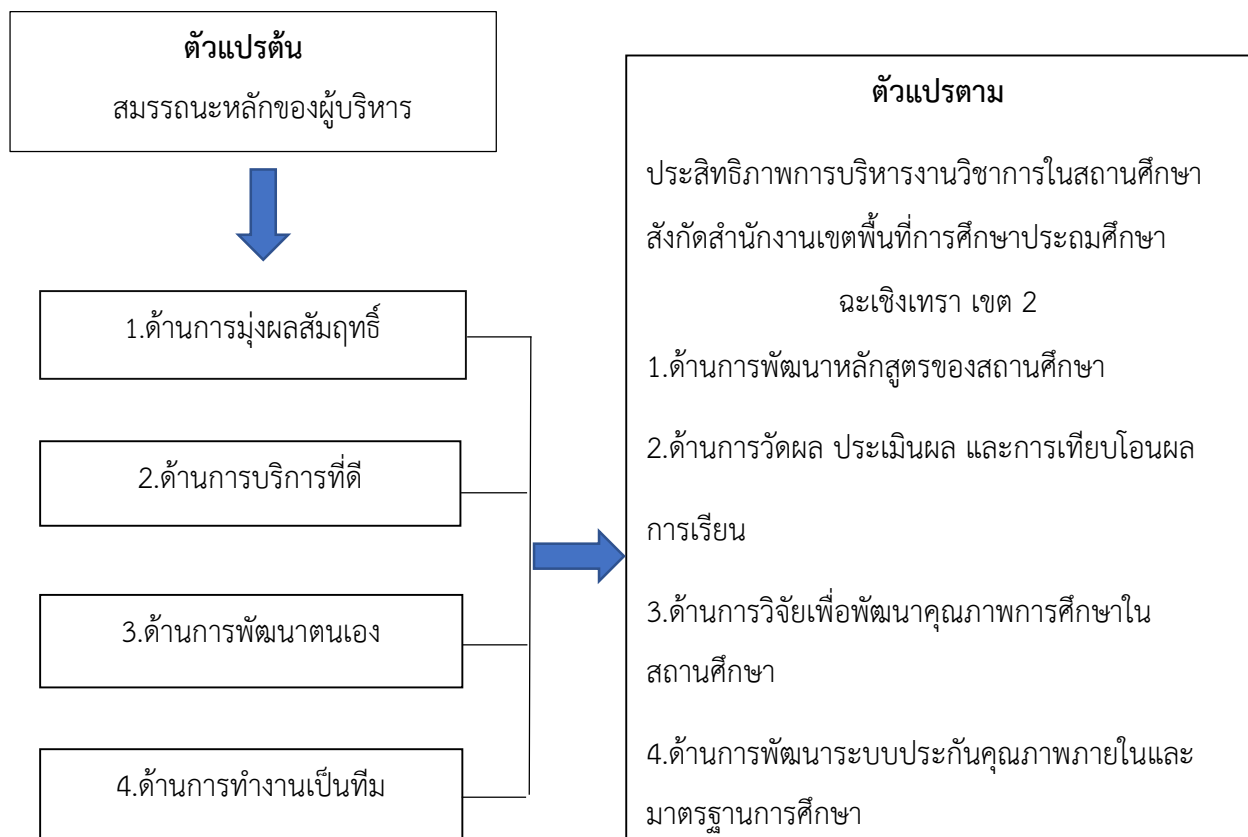 ตัวแปรต้น
สมรรถนะหลักของผู้บริหาร
1.ด้านการมุ่งผลสัมฤทธิ์
2.ด้านการบริการที่ดี
3.ด้านการพัฒนาตนเอง
4.ด้านการทำงานเป็นทีม
ตัวแปรตาม
ประสิทธิภาพการบริหารงานวิชาการในสถานศึกษา
สังกัดสำนักงานเขตพื้นที่การศึกษาประถมศึกษา
ฉะเชิงเทรา เขต 2
1.ด้านการพัฒนาหลักสูตรของสถานศึกษา
2.ด้านการวัดผล ประเมินผล และการเทียบโอนผล
การเรียน
3.ด้านการวิจัยเพื่อพัฒนาคุณภาพการศึกษาใน
สถานศึกษา
4.ด้านการพัฒนาระบบประกันคุณภาพภายในและ
มาตรฐานการศึกษา